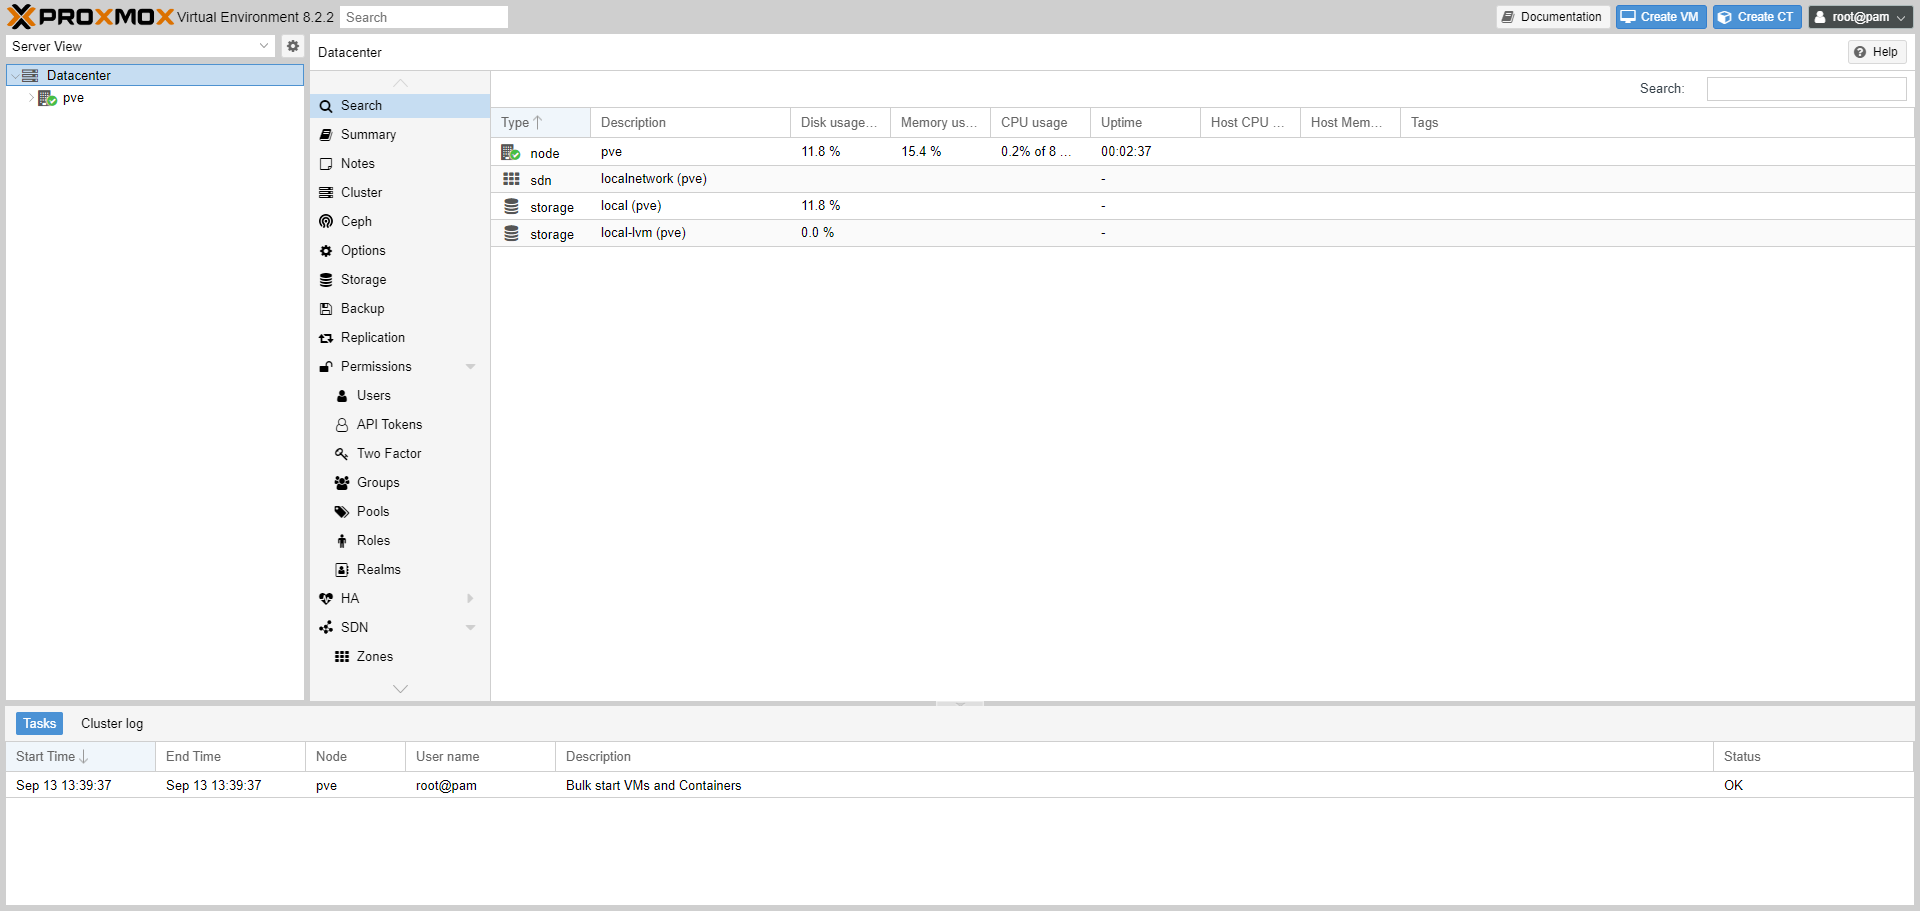 PROXMOX Virtual Environment 8.2.2 Search Documentation Create VM Create CT root@pam
Server View
Datacenter Help
Datacenter
pve
Search:
Search
Summary
Notes
Cluster
Ceph
Options
Storage
Backup
Replication
Permissions
Users
API Tokens
Two Factor
Groups
Pools
Roles
Realms
HA
SDN
Zones
Type Description Disk usage... Memory us... CPU usage Uptime Host CPU ... Host Mem... Tags
node pve 11.8 % 15.4 % 0.2% of 8 ... 00:02:37
sdn localnetwork (pve) -
storage local (pve) 11.8 % -
storage local-lvm (pve) 0.0 % -
Tasks Cluster log
Start Time End Time Node User name Description Status
Sep 13 13:39:37 Sep 13 13:39:37 pve root@pam Bulk start VMs and Containers OK